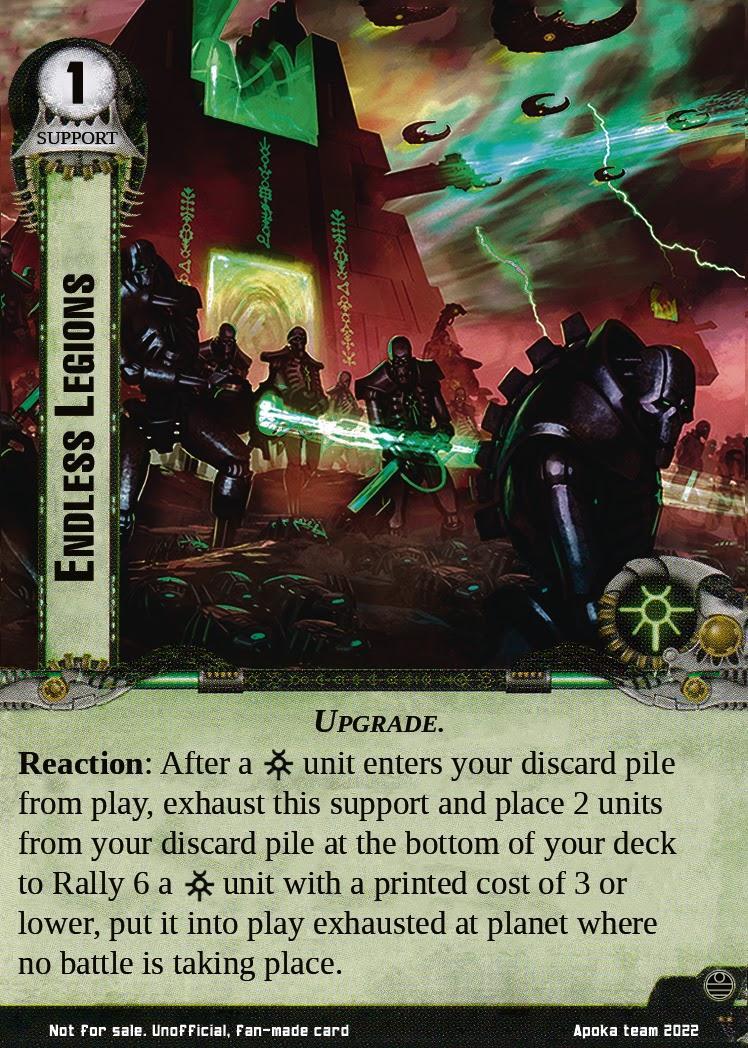 1
SUPPORT
ENDLESS LEGIONS
UPGRADE.
Reaction: After a unit enters your discard pile
from play, exhaust this support and place 2 units
from your discard pile at the bottom of your deck
to Rally 6 a unit with a printed cost of 3 or
lower, put it into play exhausted at planet where
no battle is taking place.
Not for sale. Unofficial, fan-made card
Apoka team 2022